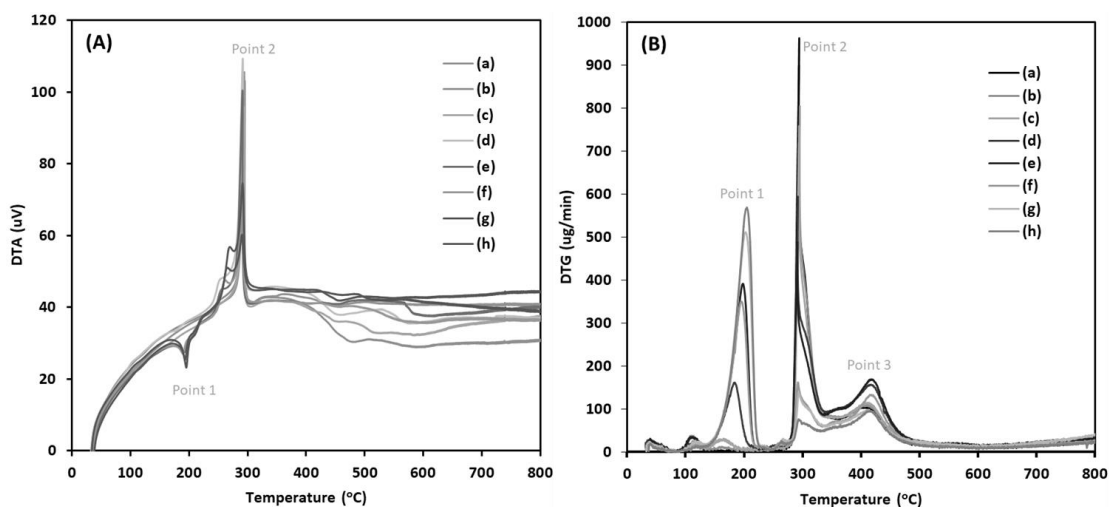 (A)
Point 2
Point 1
(a)
(b)
(c)
(d)
(e)
(f)
(g)
(h)
120
100
80
60
40
20
0
DTA (uV)
0 100 200 300 400 500 600 700 800
Temperature (°C)
(B)
Point 2
Point 1
Point 3
(a)
(b)
(c)
(d)
(e)
(f)
(g)
(h)
1000
900
800
700
600
500
400
300
200
100
0
DTG (ug/min)
0 100 200 300 400 500 600 700 800
Temperature (°C)